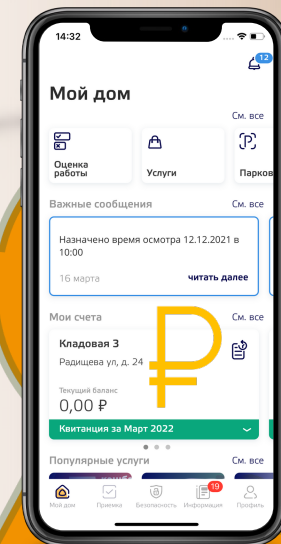 14:32
12
Мой дом
См. все
Оценка
работы
Услуги
Парков
Важные сообщения
См. все
Назначено время осмотра 12.12.2021 в
10:00
16 марта
читать далее
Мои счета
См. все
₽
Кладовая 3
Радищева ул, д. 24
Текущий баланс
0,00 ₽
Квитанция за Март 2022
Популярные услуги
См. все
19
Мой дом
Приемка
Безопасность
Информация
Профиль